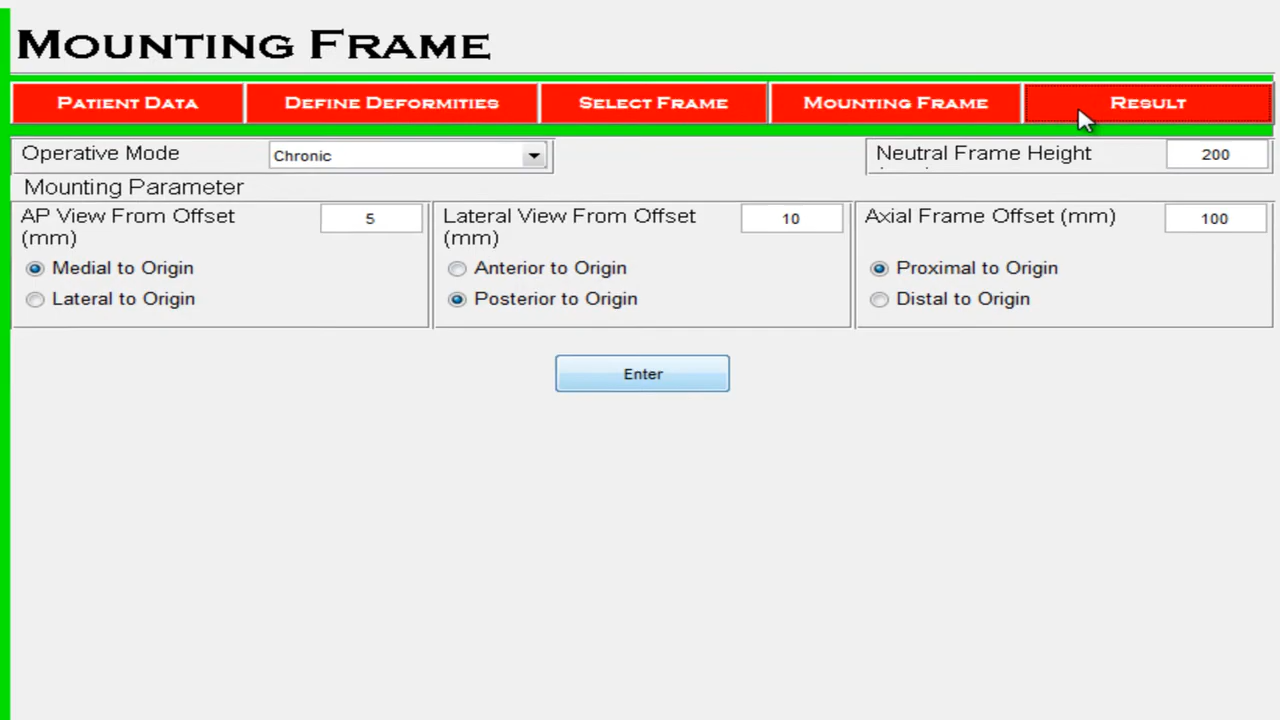 Mounting Frame
Patient Data Define Deformities Select Frame Mounting Frame Result
Operative Mode Chronic Neutral Frame Height 200
Mounting Parameter
AP View From Offset (mm) 5
Medial to Origin
Lateral to Origin
Lateral View From Offset (mm) 10
Anterior to Origin
Posterior to Origin
Axial Frame Offset (mm) 100
Proximal to Origin
Distal to Origin
Enter